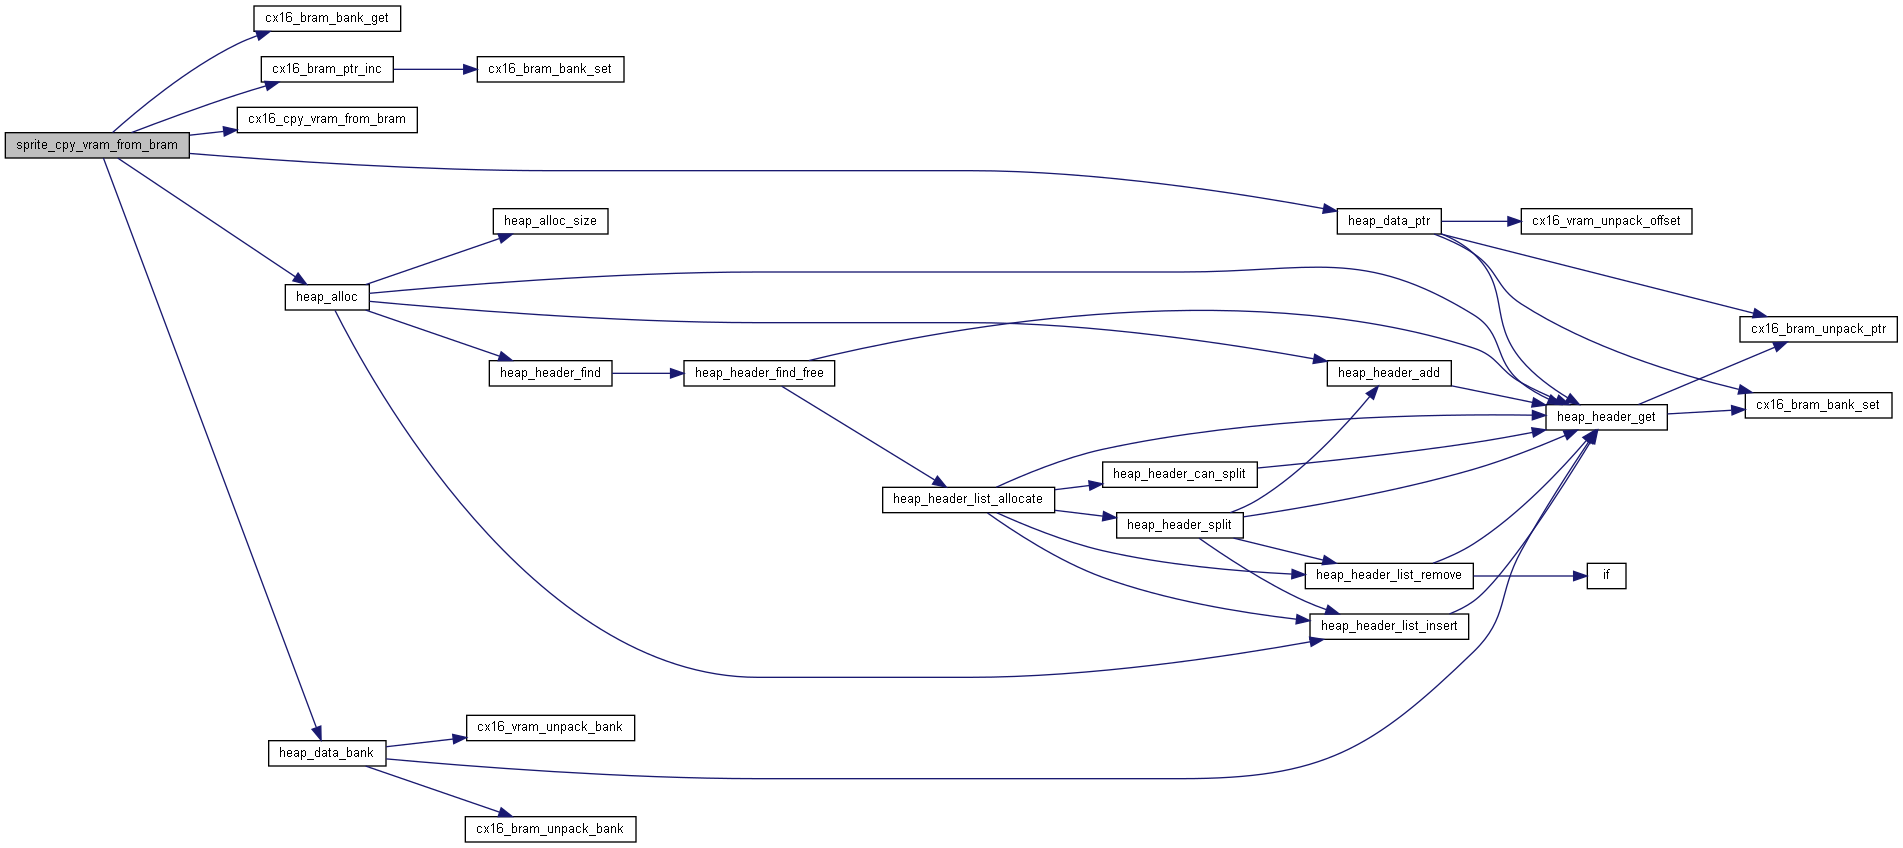 cx16_bram_bank_get
cx16_bram_ptr_inc
cx16_bram_bank_set
cx16_cpy_vram_from_bram
sprite_cpy_vram_from_bram
heap_alloc_size
heap_data_ptr
cx16_vram_unpack_offset
heap_alloc
cx16_bram_unpack_ptr
heap_header_find
heap_header_find_free
heap_header_add
cx16_bram_bank_set
heap_header_get
heap_header_can_split
heap_header_list_allocate
heap_header_split
heap_header_list_remove
if
heap_header_list_insert
cx16_vram_unpack_bank
heap_data_bank
cx16_bram_unpack_bank